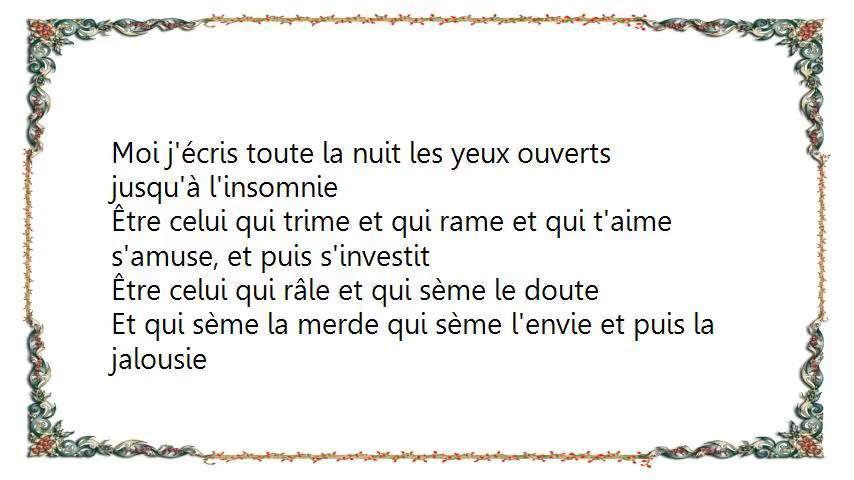 Moi j'écris toute la nuit les yeux ouverts
jusqu'à l'insomnie
Être celui qui trime et qui rame et qui t'aime
s'amuse, et puis s'investit
Être celui qui râle et qui sème le doute
Et qui sème la merde qui sème l'envie et puis la
jalousie